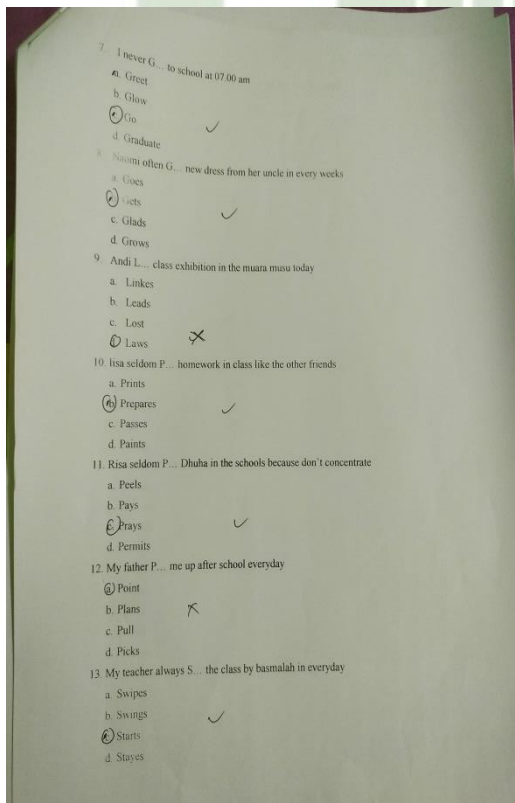 7. I never G... to school at 07.00 am
a. Greet
b. Glow
c. Go
d. Graduate
8. Naomi often G... new dress from her uncle in every weeks
a. Goes
b. Gets
c. Glads
d. Grows
9. Andi L... class exhibition in the muara musu today
a. Linkes
b. Leads
c. Lost
d. Laws
10. lisa seldom P... homework in class like the other friends
a. Prints
b. Prepares
c. Passes
d. Paints
11. Risa seldom P... Dhuha in the schools because don't concentrate
a. Peels
b. Pays
c. Prays
d. Permits
12. My father P... me up after school everyday
a. Point
b. Plans
c. Pull
d. Picks
13. My teacher always S... the class by basmalah in everyday
a. Swipes
b. Swings
c. Starts
d. Stayes